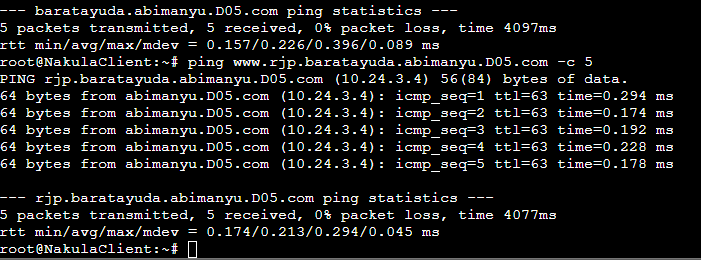 --- baratayuda.abimanyu.D05.com ping statistics ---
5 packets transmitted, 5 received, 0% packet loss, time 4097ms
rtt min/avg/max/mdev = 0.157/0.226/0.396/0.089 ms
root@NakulaClient:~# ping www.rjp.baratayuda.abimanyu.D05.com -c 5
PING rjp.baratayuda.abimanyu.D05.com (10.24.3.4) 56(84) bytes of data.
64 bytes from abimanyu.D05.com (10.24.3.4): icmp_seq=1 ttl=63 time=0.294 ms
64 bytes from abimanyu.D05.com (10.24.3.4): icmp_seq=2 ttl=63 time=0.174 ms
64 bytes from abimanyu.D05.com (10.24.3.4): icmp_seq=3 ttl=63 time=0.192 ms
64 bytes from abimanyu.D05.com (10.24.3.4): icmp_seq=4 ttl=63 time=0.228 ms
64 bytes from abimanyu.D05.com (10.24.3.4): icmp_seq=5 ttl=63 time=0.178 ms
--- rjp.baratayuda.abimanyu.D05.com ping statistics ---
5 packets transmitted, 5 received, 0% packet loss, time 4077ms
rtt min/avg/max/mdev = 0.174/0.213/0.294/0.045 ms
root@NakulaClient:~#